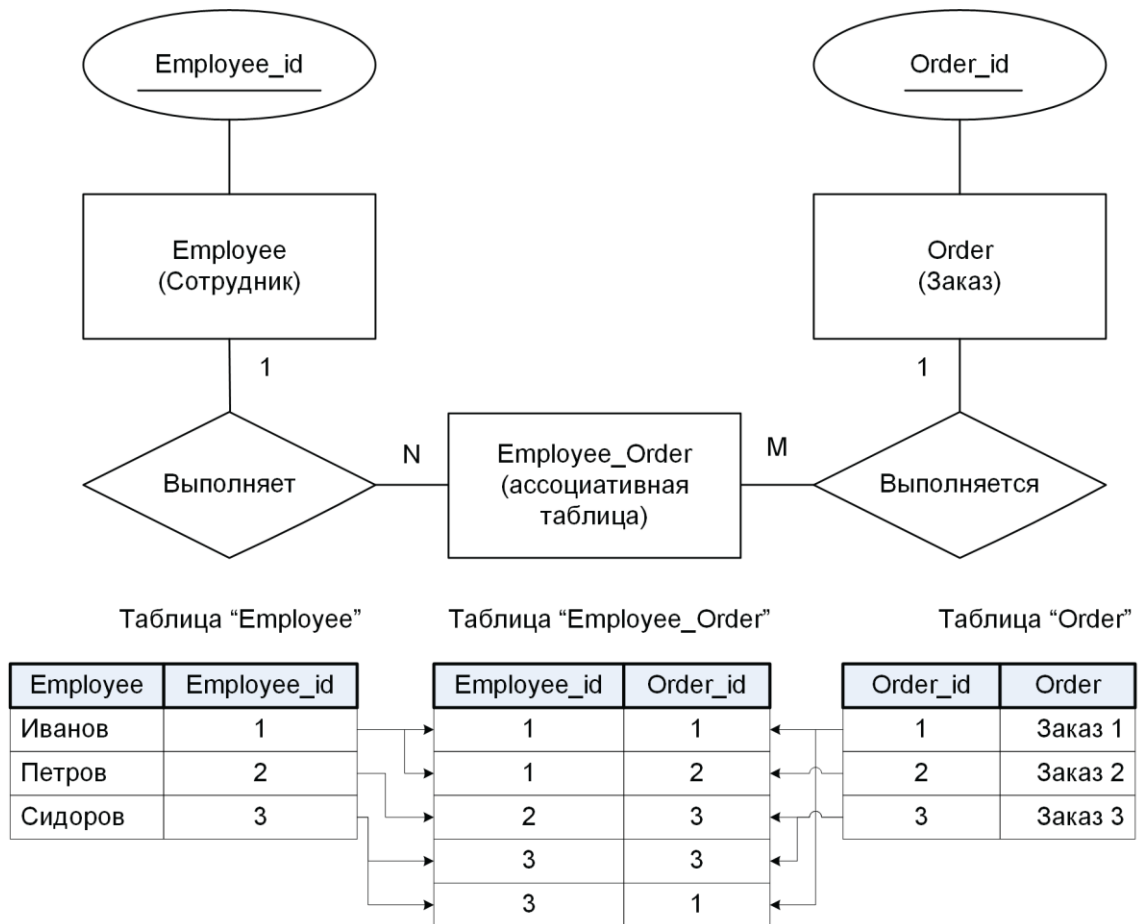 Employee_id
Order_id
Employee
(Сотрудник)
Order
(Заказ)
1
1
Выполняет
N
Employee_Order
(ассоциативная
таблица)
M
Выполняется
Таблица “Employee”
Таблица “Employee_Order”
Таблица “Order”
Employee Employee_id
Иванов 1
Петров 2
Сидоров 3
Employee_id Order_id
1 1
1 2
2 3
3 3
3 1
Order_id Order
1 Заказ 1
2 Заказ 2
3 Заказ 3